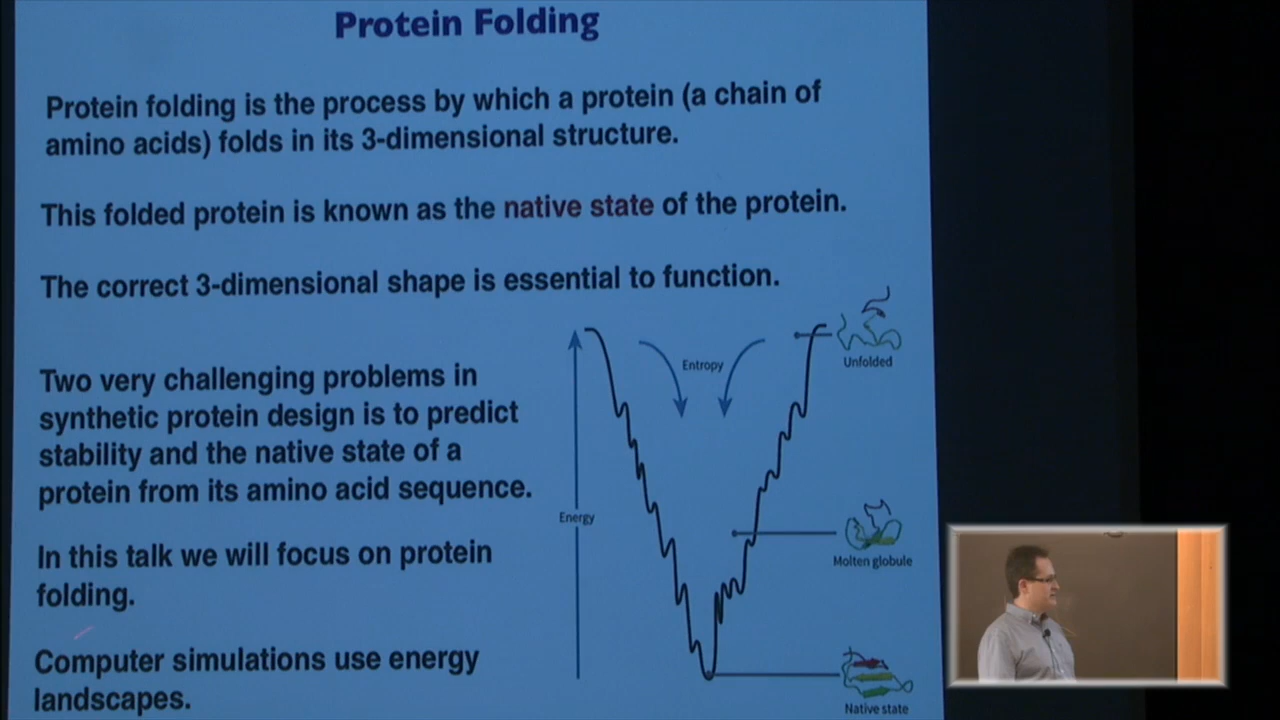 Protein Folding
Protein folding is the process by which a protein (a chain of
amino acids) folds in its 3-dimensional structure.
This folded protein is known as the native state of the protein.
The correct 3-dimensional shape is essential to function.
Two very challenging problems in
synthetic protein design is to predict
stability and the native state of a
protein from its amino acid sequence.
In this talk we will focus on protein
folding.
Computer simulations use energy
landscapes.
Entropy
Unfolded
Energy
Molten globule
Native state